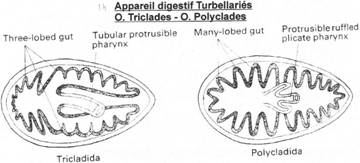 Appareil digestif Turbellariés
O. Triclades - O. Polyclades
Three-lobed gut
Tubular protrusible
pharynx
Many-lobed gut
Protrusible ruffled
plicate pharynx
Tricladida
Polycladida